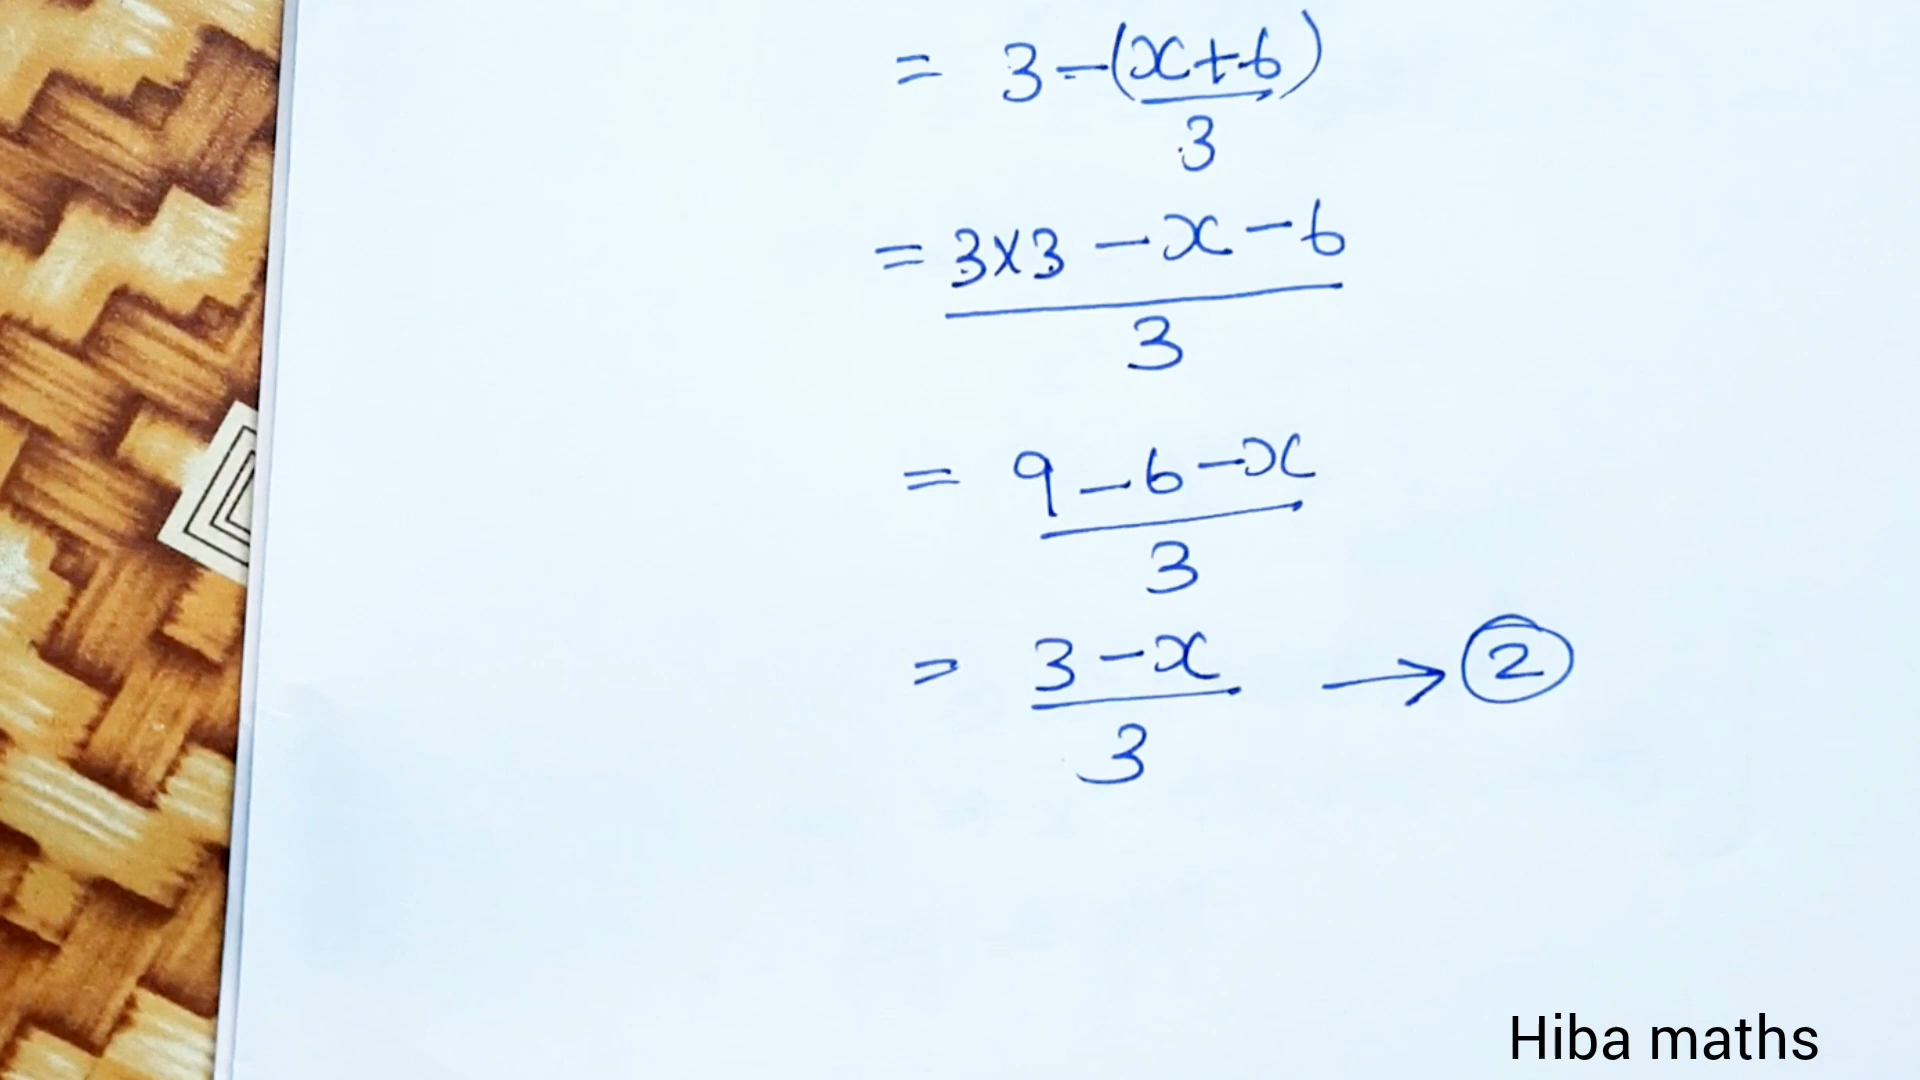 = 3-(x+6)
3
= 3x3 - x - 6
3
= 9 - 6 - x
3
= 3 - x → 2
3
Hiba maths